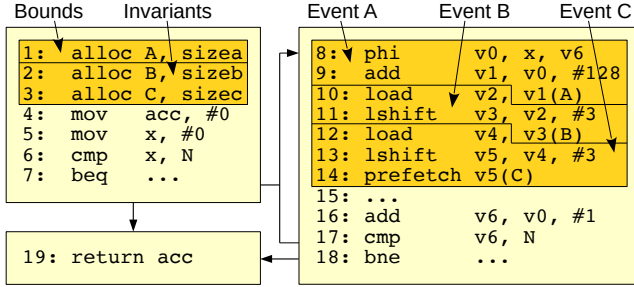 Bounds Invariants
1: alloc A, sizea
2: alloc B, sizeb
3: alloc C, sizec
4: mov acc, #0
5: mov x, #0
6: cmp x, N
7: beq ...
19: return acc
Event A Event B Event C
8: phi v0, x, v6
9: add v1, v0, #128
10: load v2, v1(A)
11: lshift v3, v2, #3
12: load v4, v3(B)
13: lshift v5, v4, #3
14: prefetch v5(C)
15: ...
16: add v6, v0, #1
17: cmp v6, N
18: bne ...